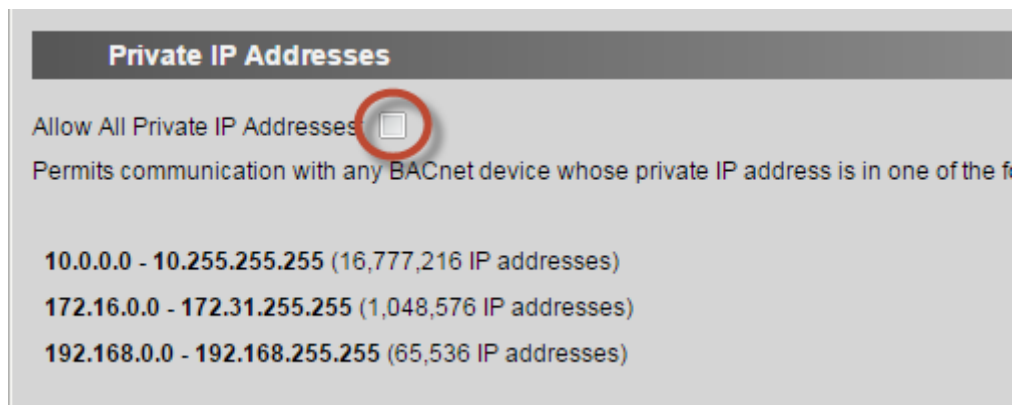 Private IP Addresses
Allow All Private IP Addresses
Permits communication with any BACnet device whose private IP address is in one of the
10.0.0.0 - 10.255.255.255 (16,777,216 IP addresses)
172.16.0.0 - 172.31.255.255 (1,048,576 IP addresses)
192.168.0.0 - 192.168.255.255 (65,536 IP addresses)